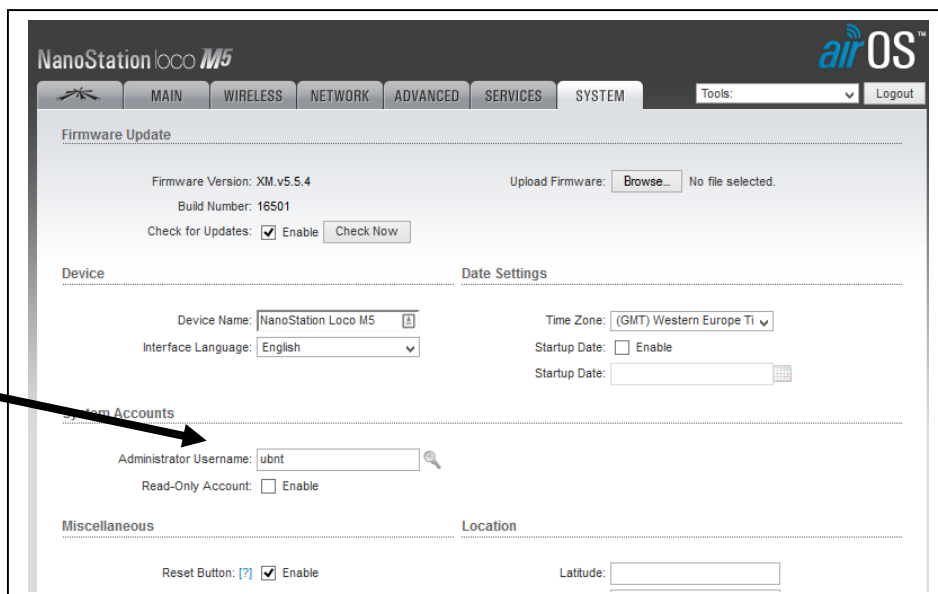 NanoStation loco M5
airOS™
MAIN WIRELESS NETWORK ADVANCED SERVICES SYSTEM Tools: Logout
Firmware Update
Firmware Version: XM.v5.5.4 Upload Firmware: Browse... No file selected.
Build Number: 16501
Check for Updates: Enable Check Now
Device Date Settings
Device Name: NanoStation Loco M5 Time Zone: (GMT) Western Europe Ti
Interface Language: English Startup Date: Enable
Startup Date:
System Accounts
Administrator Username: ubnt
Read-Only Account: Enable
Miscellaneous Location
Reset Button: [?] Enable Latitude: